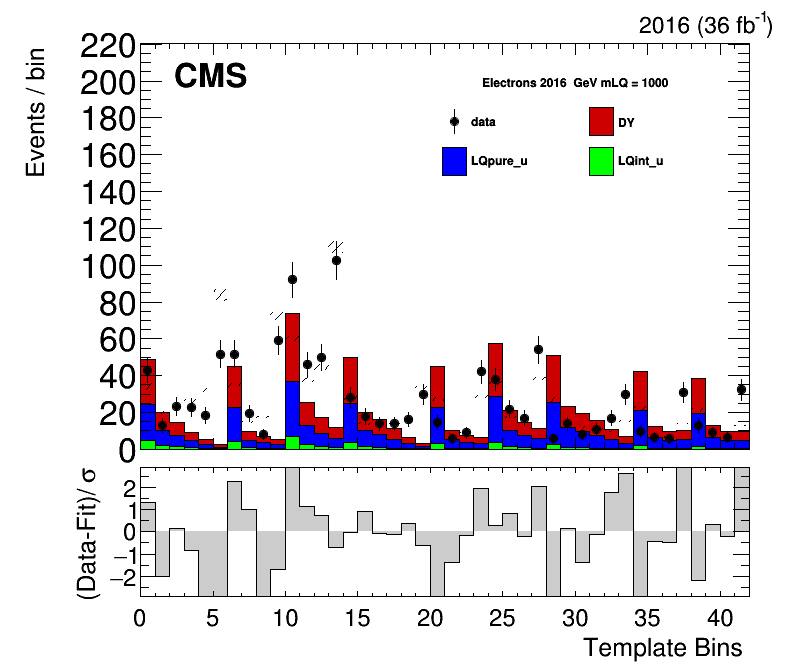 2016 (36 fb-1)
CMS
Electrons 2016 GeV mLQ = 1000
data
DY
LQpure_u
LQint_u
Events / bin
220
200
180
160
140
120
100
80
60
40
20
0
(Data-Fit)/ σ
2
1
0
−1
−2
0 5 10 15 20 25 30 35 40
Template Bins